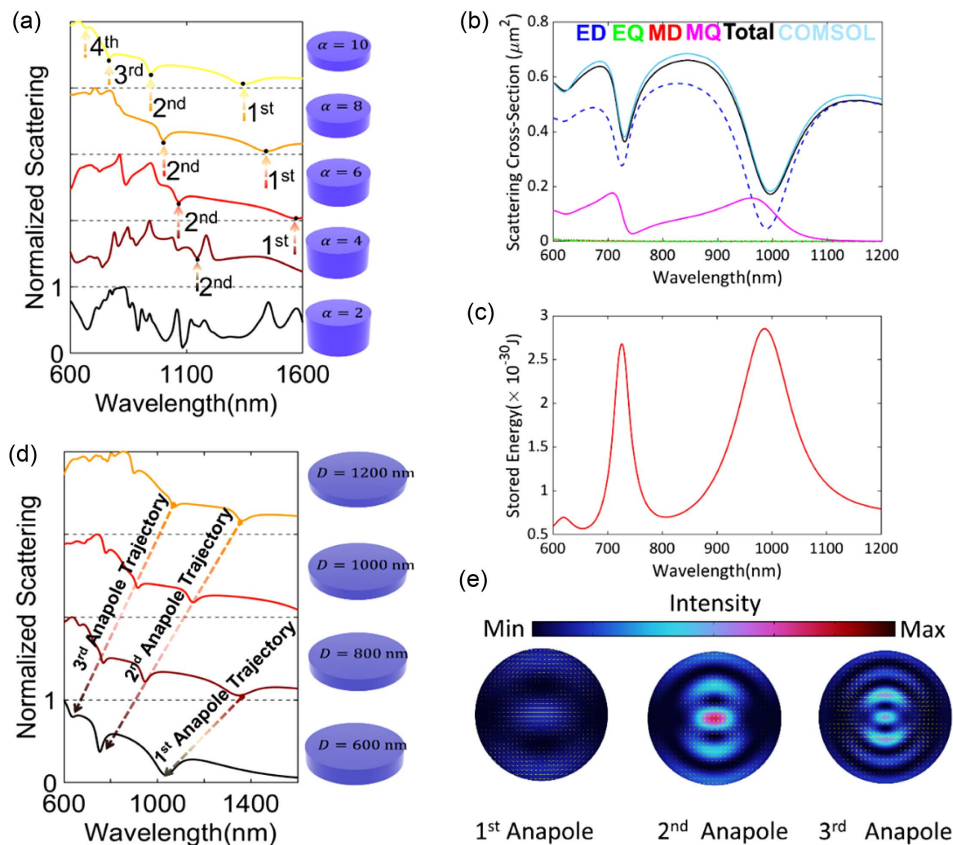 (a)
Normalized Scattering
4th
3rd
2nd
1st
2nd
1st
2nd
1st
2nd
1
0
600
1100
1600
Wavelength(nm)
α = 10
α = 8
α = 6
α = 4
α = 2
(b)
ED EQ MD MQ Total COMSOL
Scattering Cross-Section (μm²)
0.8
0.6
0.4
0.2
0
600 700 800 900 1000 1100 1200
Wavelength(nm)
(c)
Stored Energy(× 10⁻³⁰J)
3
2.5
2
1.5
1
0.5
600 700 800 900 1000 1100 1200
Wavelength(nm)
(d)
Normalized Scattering
3rd Anapole Trajectory
2nd Anapole Trajectory
1st Anapole Trajectory
1
0
600 1000 1400
Wavelength(nm)
D = 1200 nm
D = 1000 nm
D = 800 nm
D = 600 nm
(e)
Intensity
Min Max
1st Anapole 2nd Anapole 3rd Anapole